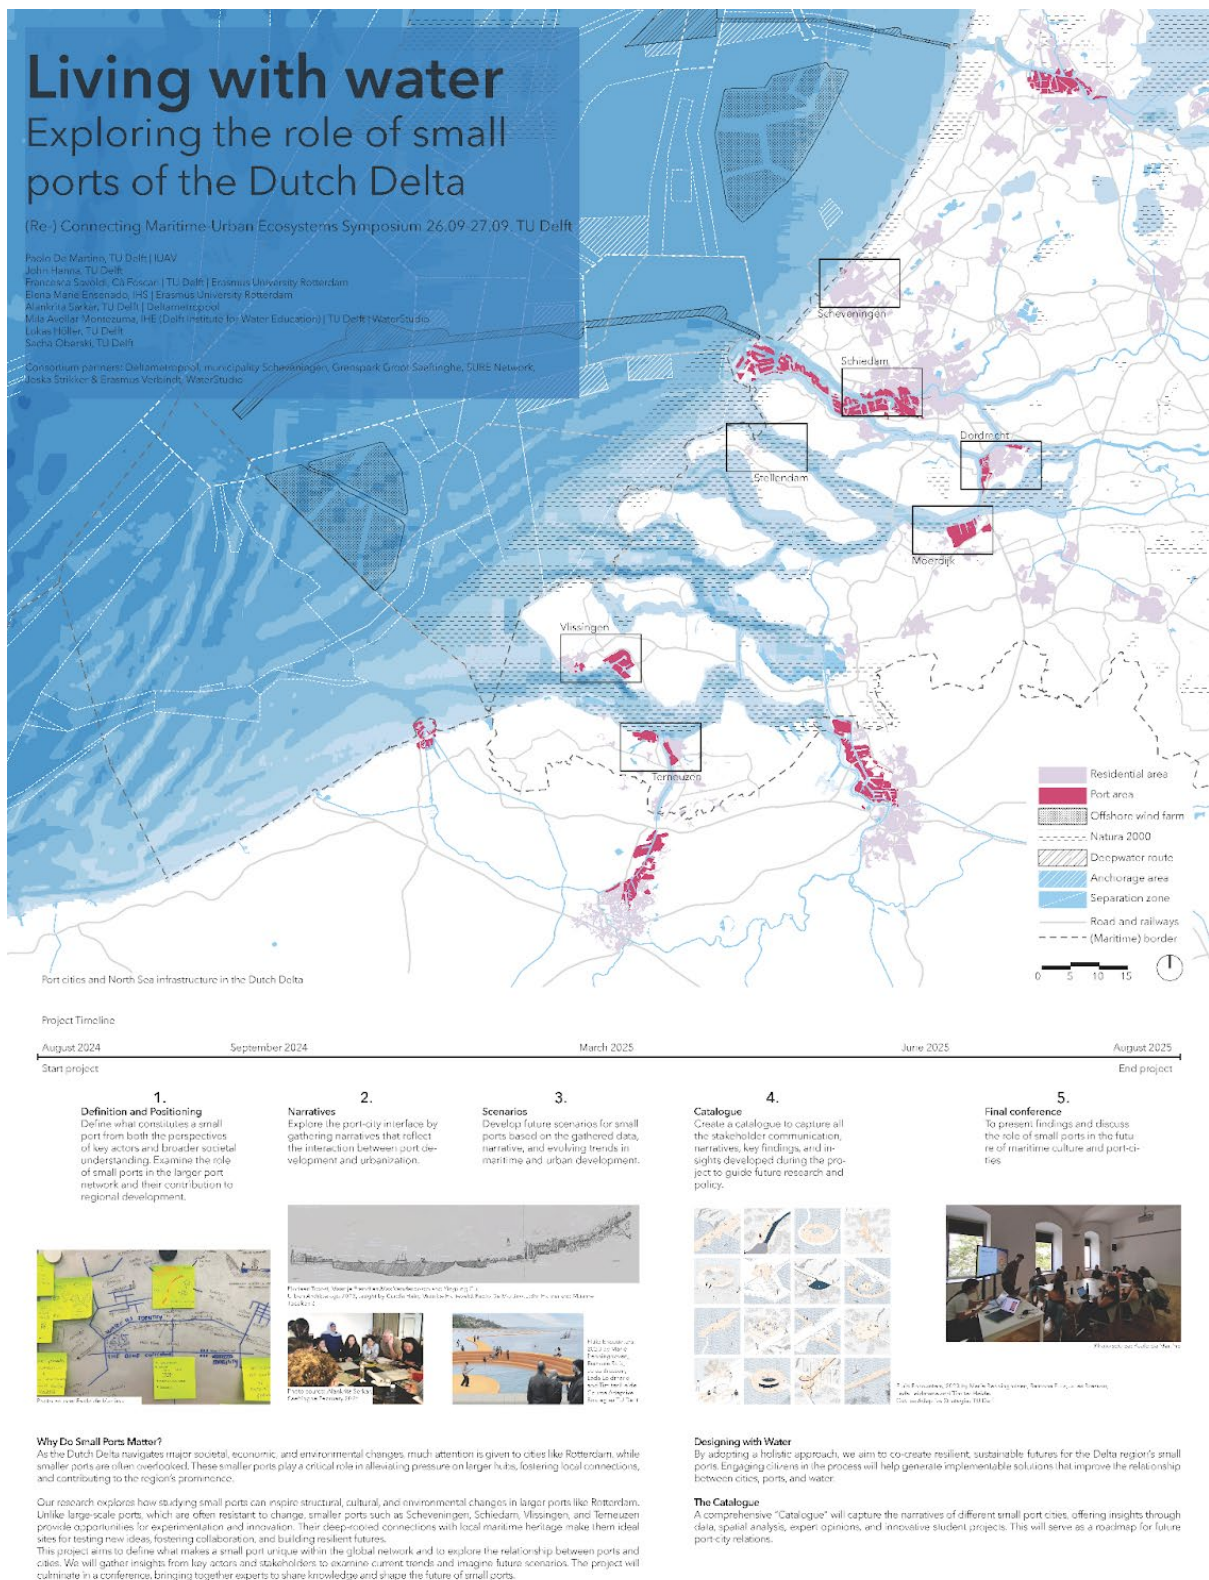 Living with water
Exploring the role of small
ports of the Dutch Delta
(Re-) Connecting Maritime-Urban Ecosystems Symposium 26.09-27.09, TU Delft
Paolo De Martino, TU Delft | IUAV
John Hanna, TU Delft
Francesca Savoldi, Ca Foscari | TU Delft | Erasmus University Rotterdam
Elena Marie Ensenado, IHS | Erasmus University Rotterdam
Alankrita Sarkar, TU Delft | Deltametropool
Mila Avellar Montezuma, IHE (Delft Institute for Water Education) | TU Delft | WaterStudio
Lukas Höller, TU Delft
Sacha Oberski, TU Delft
Consortium partners: Deltametropool, municipality Scheveningen, Grenspark Groot Saeftinghe, SURE Network,
Joska Strikker & Erasmus Verbindt, WaterStudio
Scheveningen
Schiedam
Dordrecht
Stellendam
Moerdijk
Vlissingen
Terneuzen
Residential area
Port area
Offshore wind farm
Natura 2000
Deepwater route
Anchorage area
Separation zone
Road and railways
(Maritime) border
0 5 10 15
Port cities and North Sea infrastructure in the Dutch Delta
Project Timeline
August 2024 September 2024 March 2025 June 2025 August 2025
Start project End project
1.
Definition and Positioning
Define what constitutes a small
port from both the perspectives
of key actors and broader societal
understanding. Examine the role
of small ports in the larger port
network and their contribution to
regional development.
2.
Narratives
Explore the port-city interface by
gathering narratives that reflect
the interaction between port de-
velopment and urbanization.
3.
Scenarios
Develop future scenarios for small
ports based on the gathered data,
narrative, and evolving trends in
maritime and urban development.
4.
Catalogue
Create a catalogue to capture all
the stakeholder communication,
narratives, key findings, and in-
sights developed during the pro-
ject to guide future research and
policy.
5.
Final conference
To present findings and discuss
the role of small ports in the futu
re of maritime culture and port-ci-
ties
Why Do Small Ports Matter?
As the Dutch Delta navigates major societal, economic, and environmental changes, much attention is given to cities like Rotterdam, while
smaller ports are often overlooked. These smaller ports play a critical role in alleviating pressure on larger hubs, fostering local connections,
and contributing to the region's prominence.
Our research explores how studying small ports can inspire structural, cultural, and environmental changes in larger ports like Rotterdam.
Unlike large-scale ports, which are often resistant to change, smaller ports such as Scheveningen, Schiedam, Vlissingen, and Terneuzen
provide opportunities for experimentation and innovation. Their deep-rooted connections with local maritime heritage make them ideal
sites for testing new ideas, fostering collaboration, and building resilient futures.
This project aims to define what makes a small port unique within the global network and to explore the relationship between ports and
cities. We will gather insights from key actors and stakeholders to examine current trends and imagine future scenarios. The project will
culminate in a conference, bringing together experts to share knowledge and shape the future of small ports.
Designing with Water
By adopting a holistic approach, we aim to co-create resilient, sustainable futures for the Delta region's small
ports. Engaging citizens in the process will help generate implementable solutions that improve the relationship
between cities, ports, and water.
The Catalogue
A comprehensive "Catalogue" will capture the narratives of different small port cities, offering insights through
data, spatial analysis, expert opinions, and innovative student projects. This will serve as a roadmap for future
port-city relations.